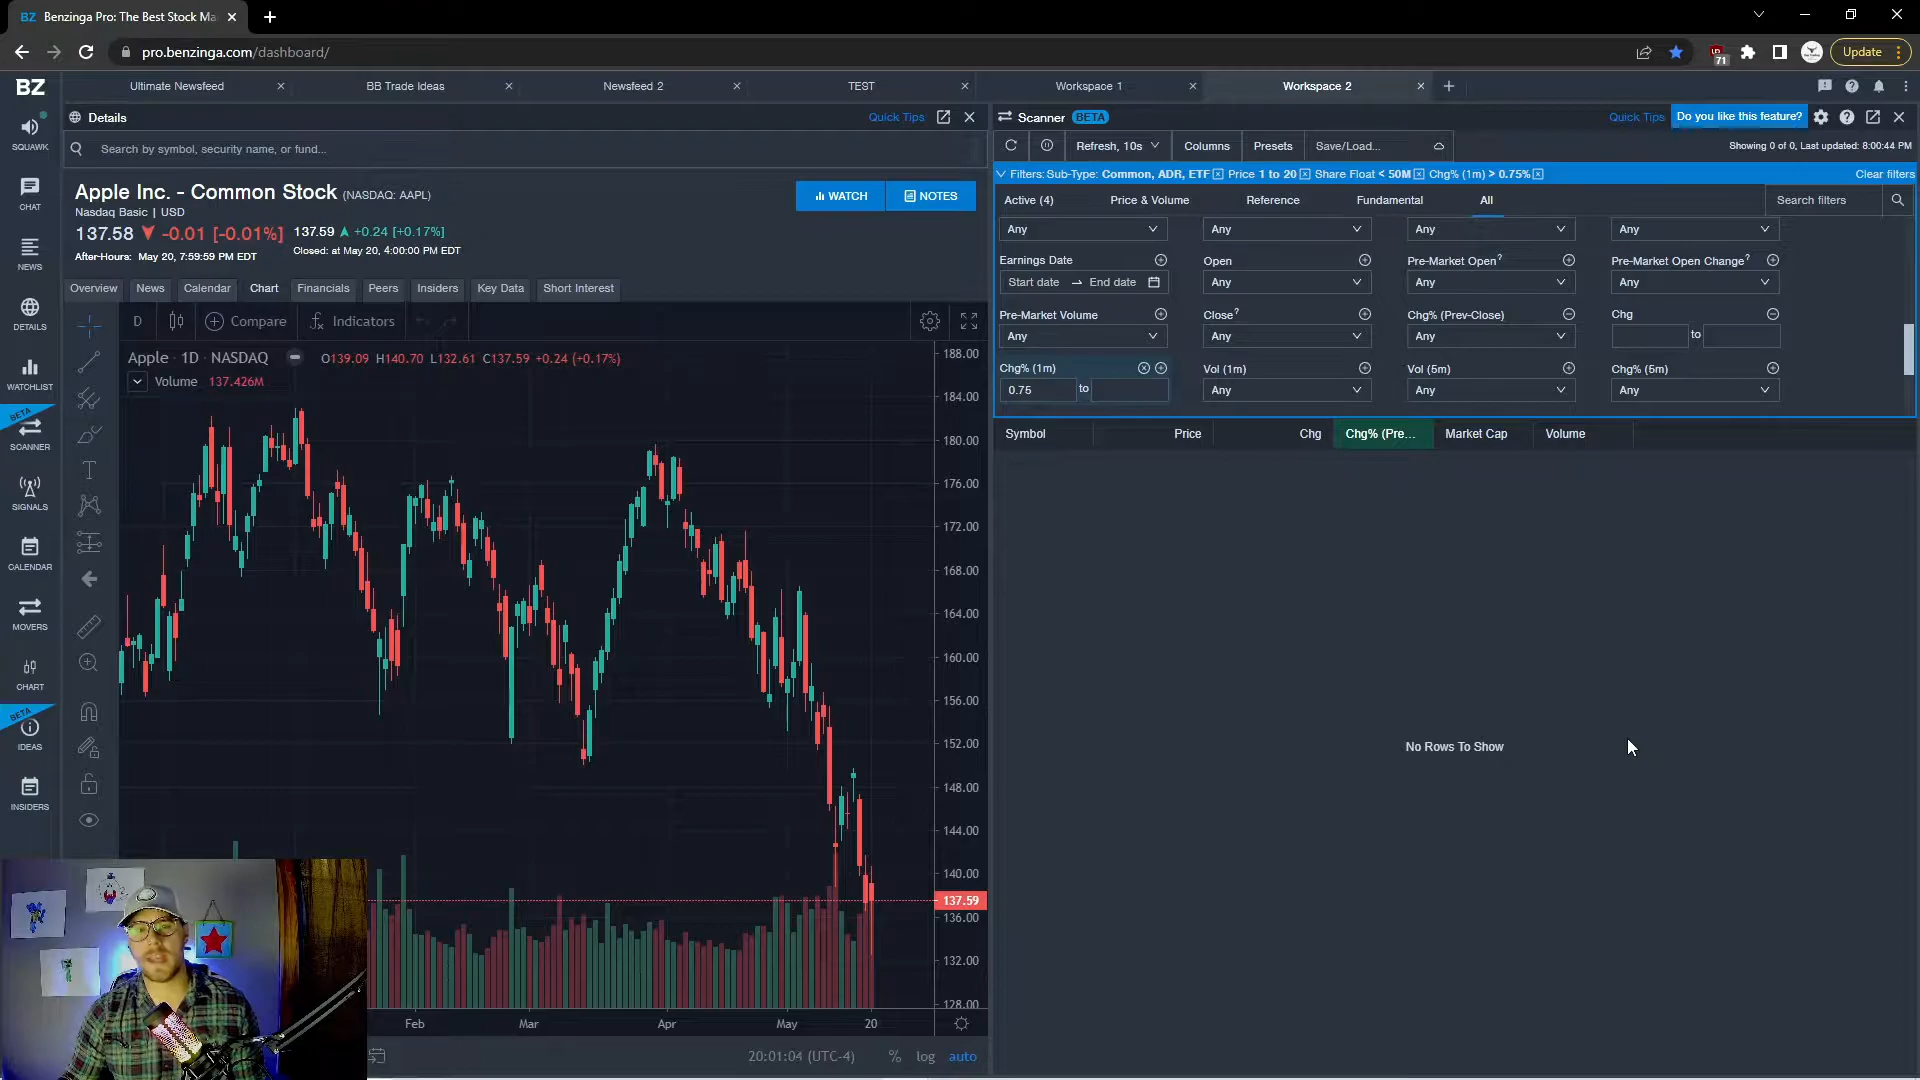 BZ Benzinga Pro: The Best Stock Ma
pro.benzinga.com/dashboard/
71
Update
BZ
Ultimate Newsfeed
BB Trade Ideas
Newsfeed 2
TEST
Workspace 1
Workspace 2
SQUAWK
CHAT
NEWS
DETAILS
WATCHLIST
BETA
SCANNER
SIGNALS
CALENDAR
MOVERS
CHART
BETA
IDEAS
INSIDERS
Details
Quick Tips
Search by symbol, security name, or fund...
Apple Inc. - Common Stock (NASDAQ: AAPL)
WATCH
NOTES
Nasdaq Basic | USD
137.58 -0.01 [-0.01%] 137.59 +0.24 [+0.17%]
After-Hours: May 20, 7:59:59 PM EDT Closed: at May 20, 4:00:00 PM EDT
Overview News Calendar Chart Financials Peers Insiders Key Data Short Interest
D Compare Indicators
Apple · 1D · NASDAQ O139.09 H140.70 L132.61 C137.59 +0.24 (+0.17%)
Volume 137.426M
188.00
184.00
180.00
176.00
172.00
168.00
164.00
160.00
156.00
152.00
148.00
144.00
140.00
137.59
136.00
132.00
128.00
Feb Mar Apr May 20
20:01:04 (UTC-4) % log auto
Scanner BETA
Quick Tips Do you like this feature?
Refresh, 10s Columns Presets Save/Load...
Showing 0 of 0, Last updated: 8:00:44 PM
Filters: Sub-Type: Common, ADR, ETF Price 1 to 20 Share Float < 50M Chg% (1m) > 0.75%
Clear filters
Active (4) Price & Volume Reference Fundamental All Search filters
Any Any Any Any
Earnings Date Open Pre-Market Open? Pre-Market Open Change?
Start date End date Any Any Any
Pre-Market Volume Close? Chg% (Prev-Close) Chg
Any Any Any to
Chg% (1m) Vol (1m) Vol (5m) Chg% (5m)
0.75 to Any Any Any
Symbol Price Chg Chg% (Pre... Market Cap Volume
No Rows To Show